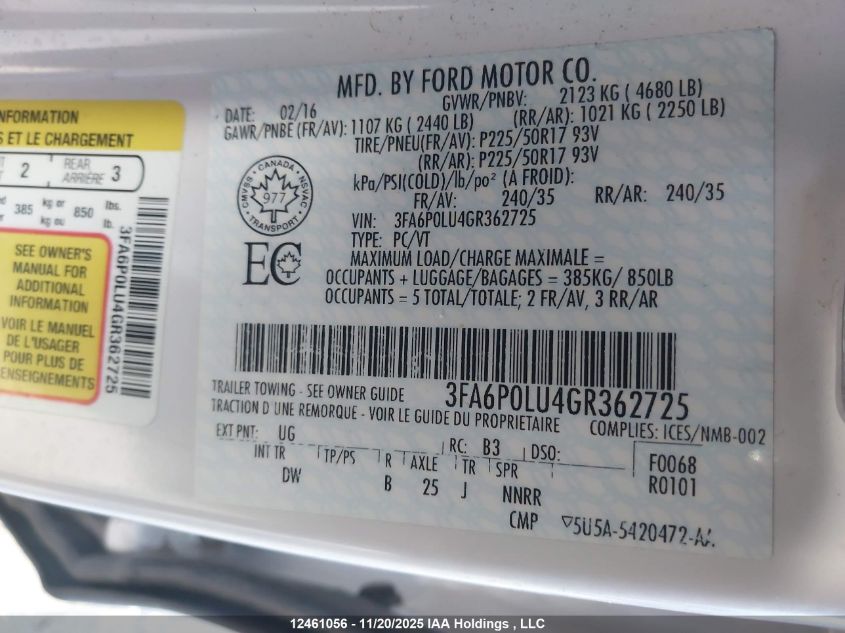 INFORMATION
S ET LE CHARGEMENT
2 REAR ARRIÈRE 3
385 kg or kg ou 850 lbs. lb.
SEE OWNER'S
MANUAL FOR
ADDITIONAL
INFORMATION
VOIR LE MANUEL
DE L'USAGER
POUR PLUS DE
RENSEIGNEMENTS
3FA6P0LU4GR362725
MFD. BY FORD MOTOR CO.
DATE: 02/16 GVWR/PNBV: 2123 KG ( 4680 LB)
GAWR/PNBE (FR/AV): 1107 KG ( 2440 LB) (RR/AR): 1021 KG ( 2250 LB)
TIRE/PNEU(FR/AV): P225/50R17 93V
(RR/AR): P225/50R17 93V
kPa/PSI(COLD)/lb/po² (À FROID):
FR/AV: 240/35 RR/AR: 240/35
VIN: 3FA6P0LU4GR362725
TYPE: PC/VT
MAXIMUM LOAD/CHARGE MAXIMALE =
OCCUPANTS + LUGGAGE/BAGAGES = 385KG/ 850LB
OCCUPANTS = 5 TOTAL/TOTALE; 2 FR/AV, 3 RR/AR
CANADA
CMVSS 977 NSVAC
TRANSPORT
EC
3FA6P0LU4GR362725
TRAILER TOWING - SEE OWNER GUIDE
TRACTION D UNE REMORQUE - VOIR LE GUIDE DU PROPRIETAIRE
COMPLIES: ICES/NMB-002
EXT PNT: UG RC: B3 DSO: F0068
INT TR TP/PS R AXLE TR SPR R0101
DW B 25 J NNRR
CMP ▽5U5A-5420472-AA
12461056 - 11/20/2025 IAA Holdings , LLC